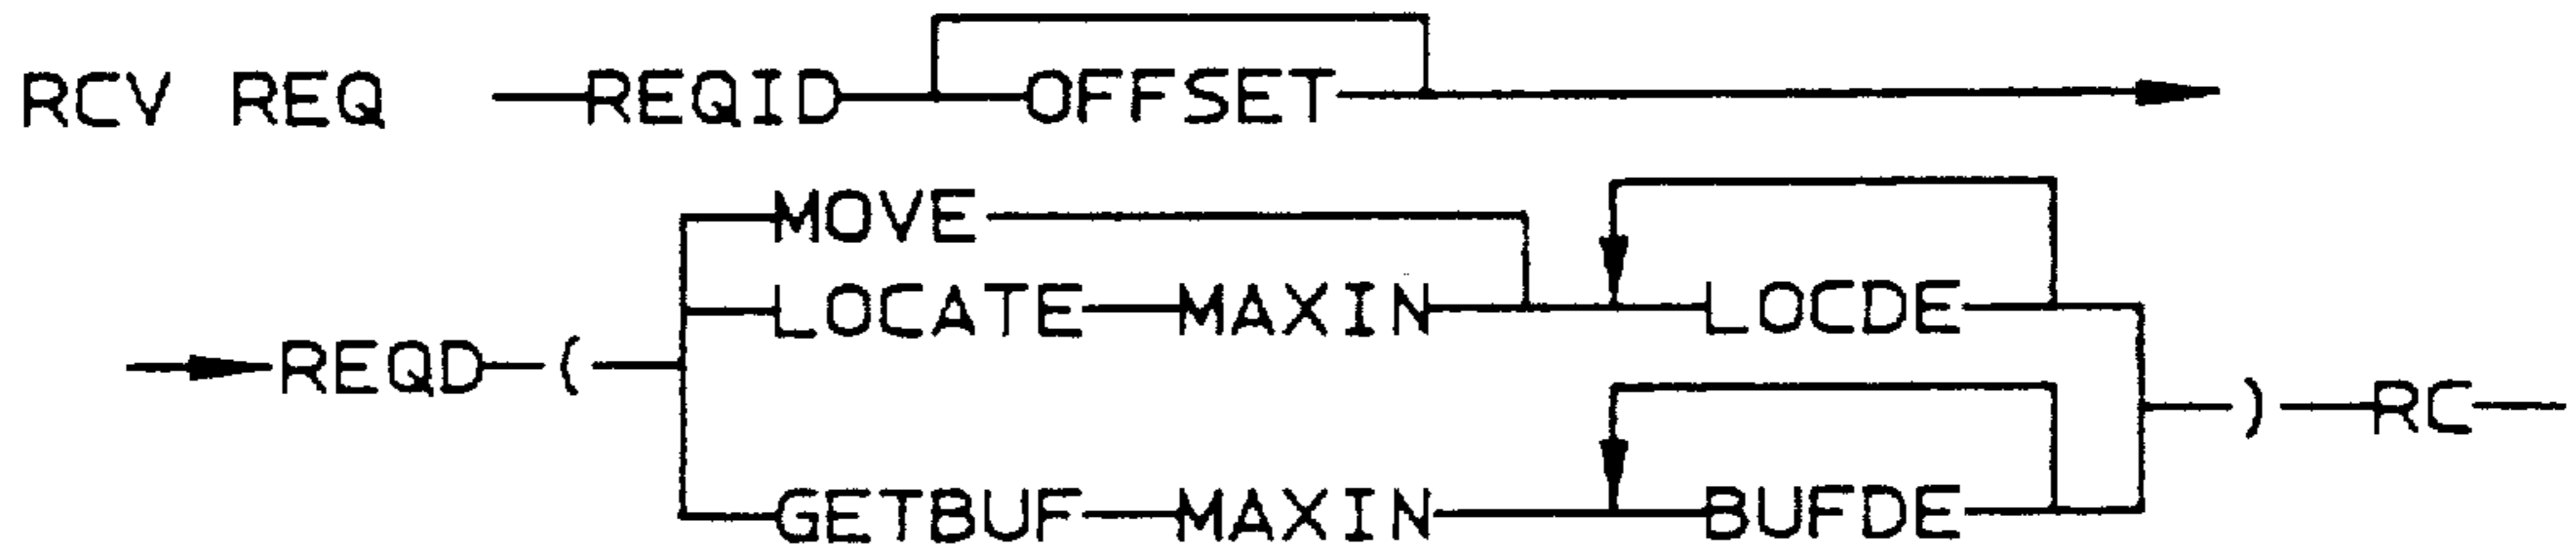 RCV REQ REQID OFFSET
MOVE
LOCATE MAXIN LOCDE
REQD ( ) RC
GETBUF MAXIN BUFDE